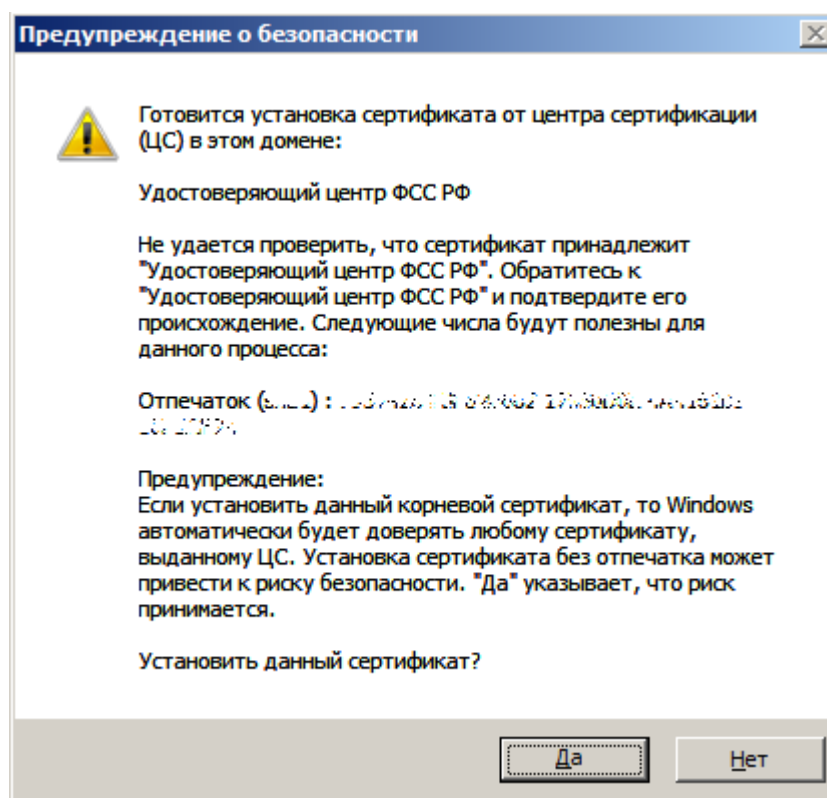 Предупреждение о безопасности
Готовится установка сертификата от центра сертификации
(ЦС) в этом домене:
Удостоверяющий центр ФСС РФ
Не удается проверить, что сертификат принадлежит
"Удостоверяющий центр ФСС РФ". Обратитесь к
"Удостоверяющий центр ФСС РФ" и подтвердите его
происхождение. Следующие числа будут полезны для
данного процесса:
Отпечаток
Предупреждение:
Если установить данный корневой сертификат, то Windows
автоматически будет доверять любому сертификату,
выданному ЦС. Установка сертификата без отпечатка может
привести к риску безопасности. "Да" указывает, что риск
принимается.
Установить данный сертификат?
Да
Нет